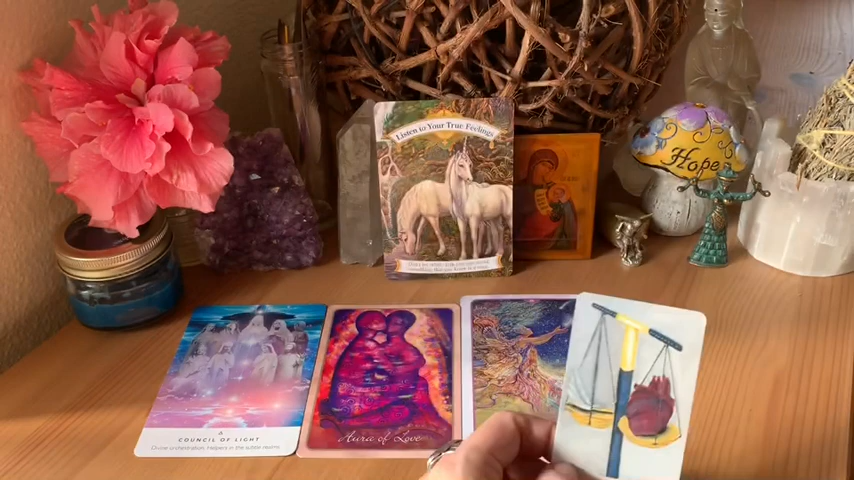 Listen to Your True Feelings
Hope
COUNCIL OF LIGHT
Divine orchestration. Helpers in the subtle realms.
Aura of Love